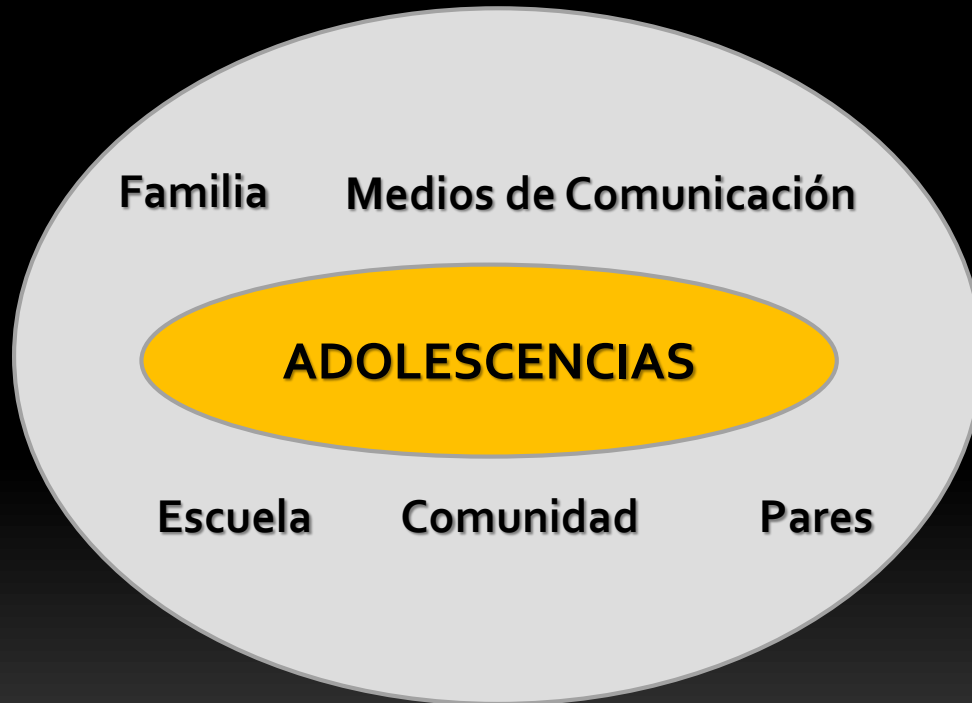 Familia Medios de Comunicación
ADOLESCENCIAS
Escuela Comunidad Pares